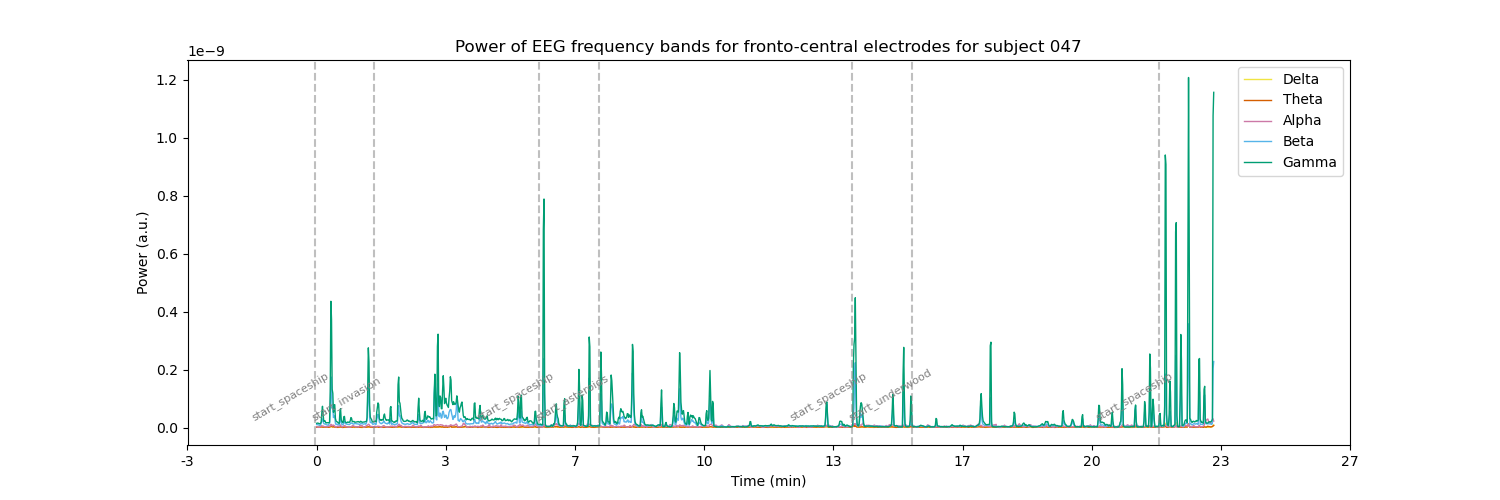 Power of EEG frequency bands for fronto-central electrodes for subject 047
1e−9
Power (a.u.)
1.2
1.0
0.8
0.6
0.4
0.2
0.0
start_spaceship
start_invasion
start_spaceship
start_asteroids
start_spaceship
start_underwood
start_spaceship
Delta
Theta
Alpha
Beta
Gamma
-3 0 3 7 10 13 17 20 23 27
Time (min)